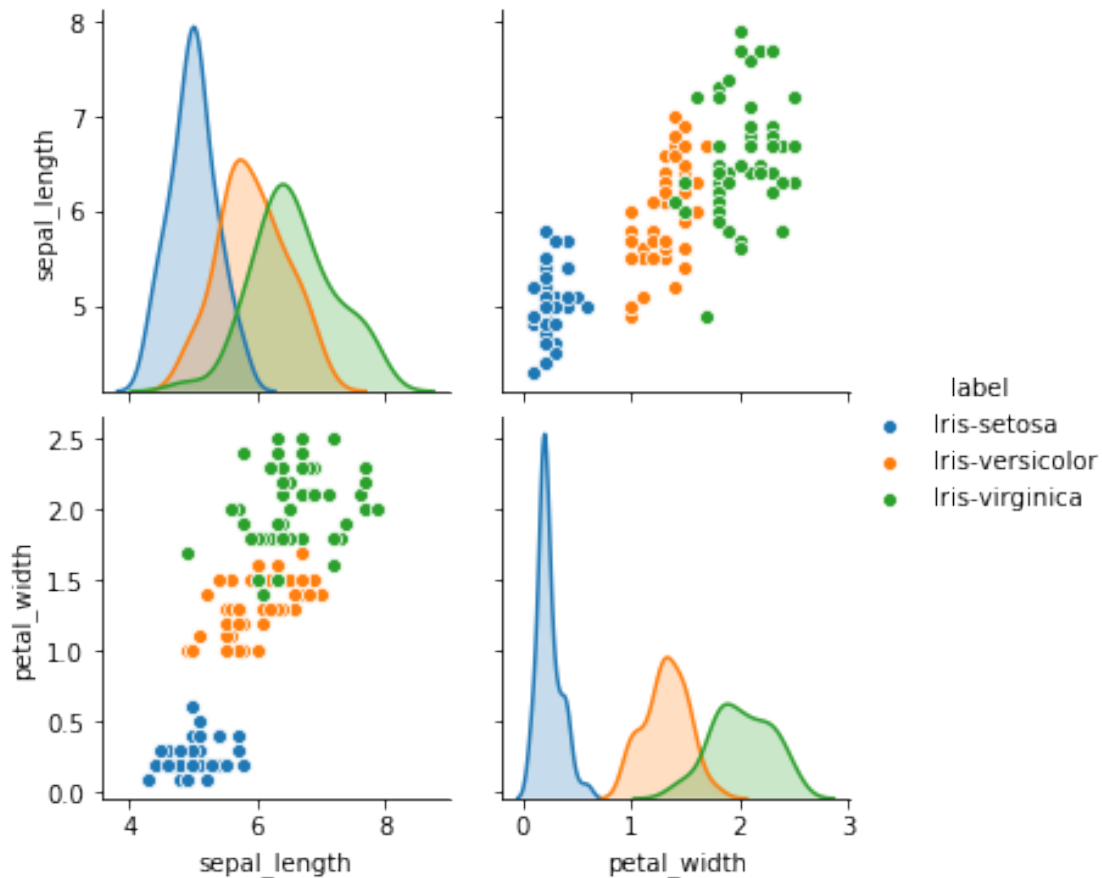 8
7
6
5
sepal_length
label
Iris-setosa
Iris-versicolor
Iris-virginica
2.5
2.0
1.5
1.0
0.5
0.0
petal_width
4
6
8
sepal_length
0
1
2
3
petal_width